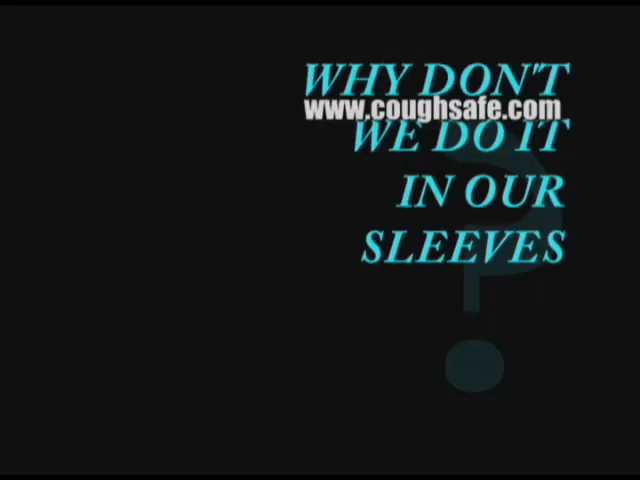 WHY DON'T
www.coughsafe.com
WE DO IT
IN OUR
SLEEVES
?